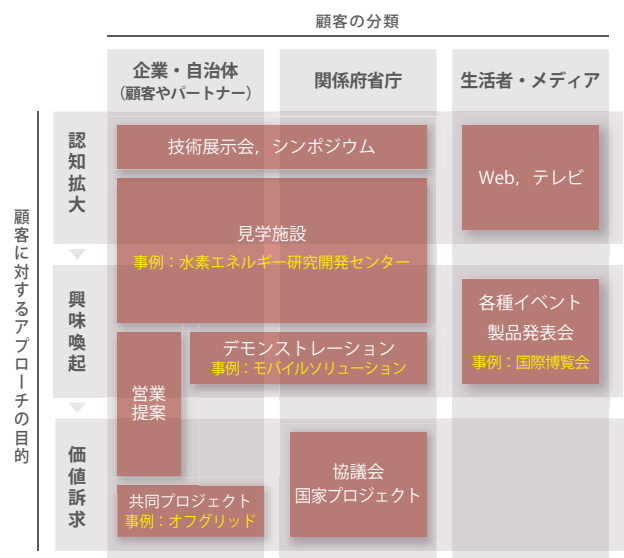 顧客の分類
企業・自治体
（顧客やパートナー）
関係府省庁
生活者・メディア
顧客に対するアプローチの目的
認知拡大
技術展示会，シンポジウム
Web，テレビ
見学施設
事例：水素エネルギー研究開発センター
興味喚起
各種イベント
製品発表会
事例：国際博覧会
デモンストレーション
事例：モバイルソリューション
営業
提案
価値訴求
協議会
国家プロジェクト
共同プロジェクト
事例：オフグリッド